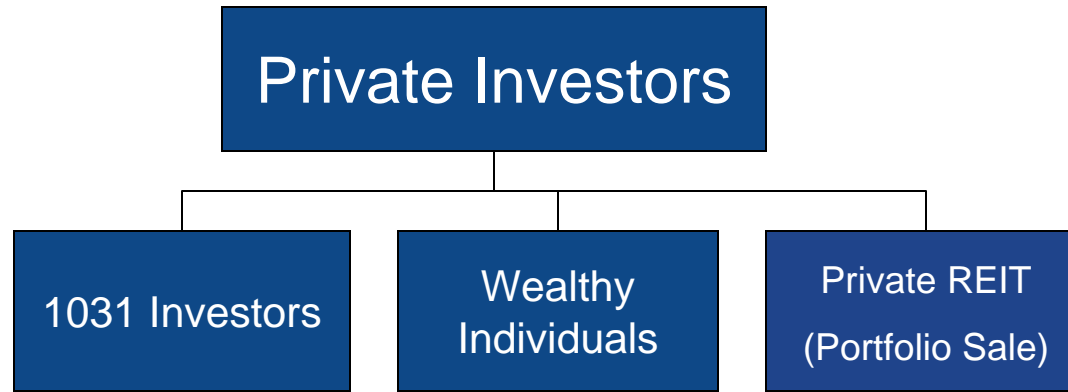 Private Investors
1031 Investors
Wealthy
Individuals
Private REIT
(Portfolio Sale)